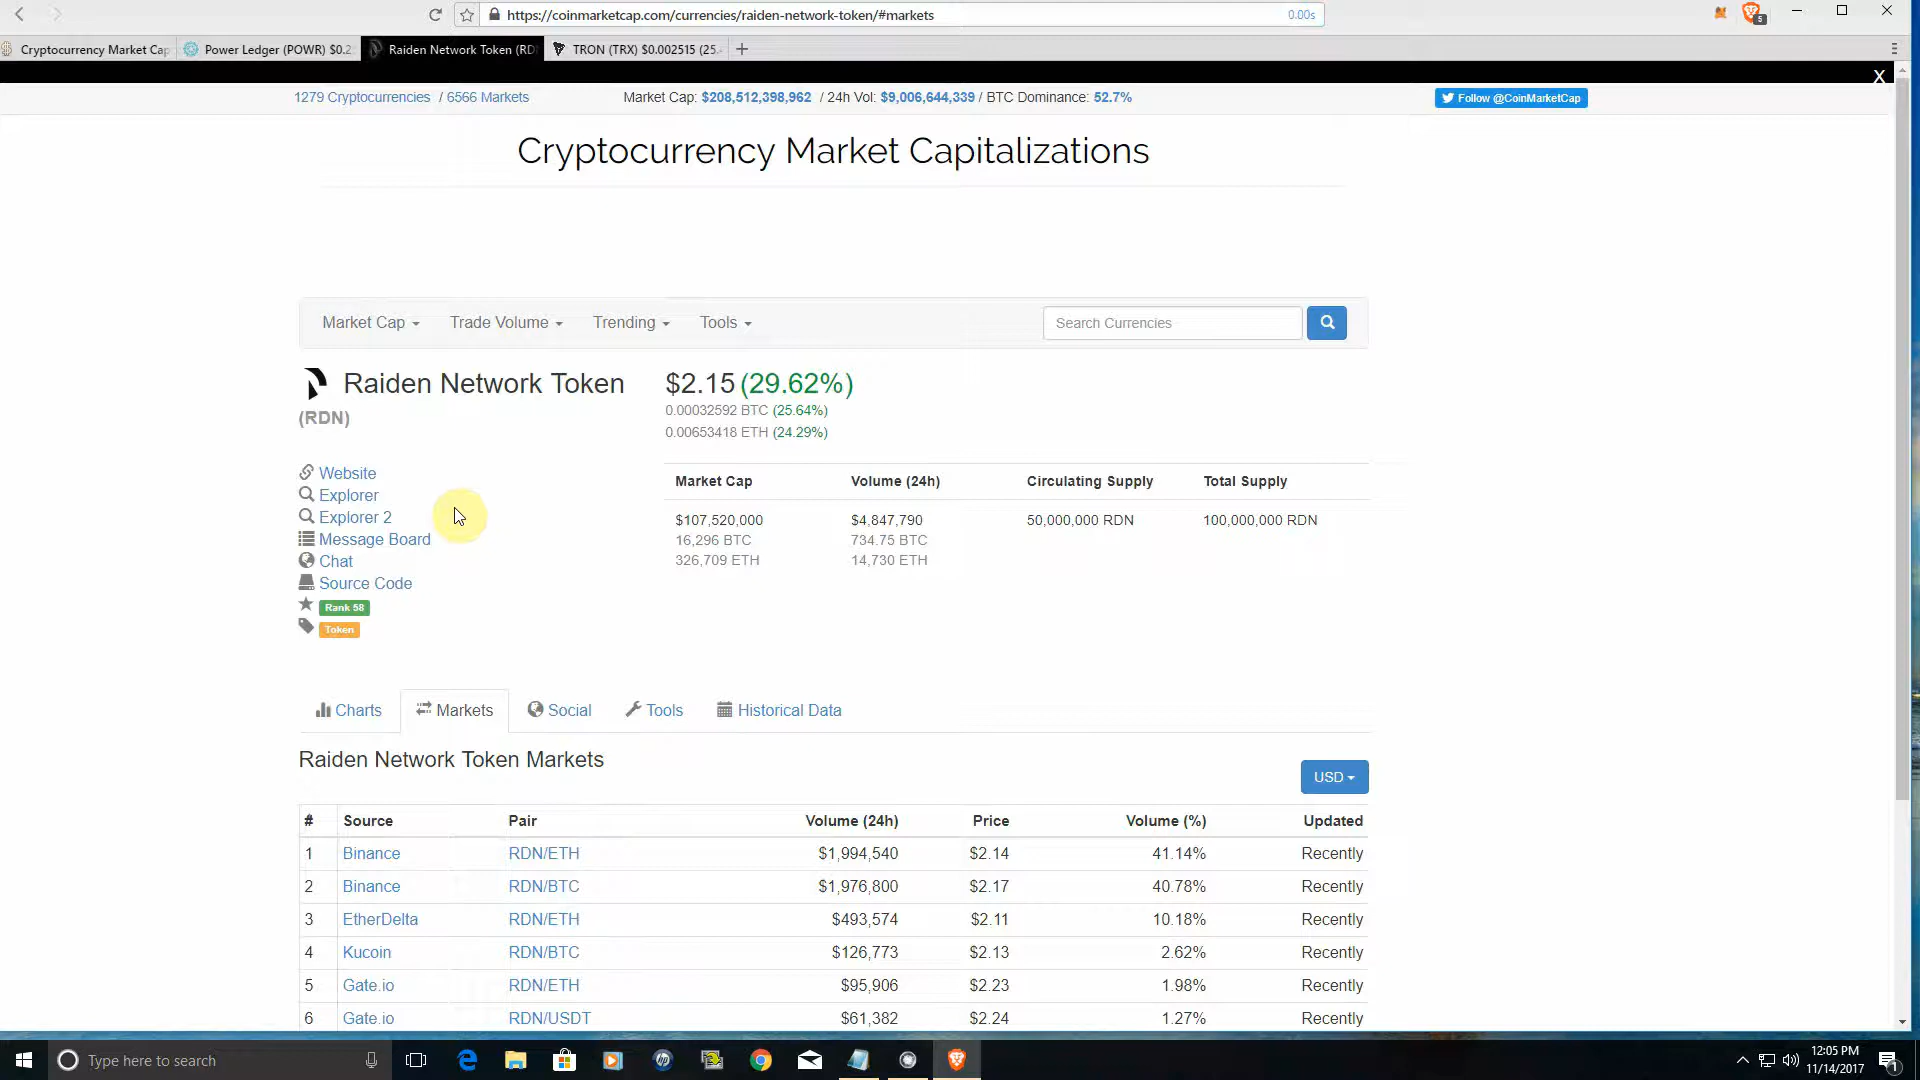 https://coinmarketcap.com/currencies/raiden-network-token/#markets
0.00s
5
Cryptocurrency Market Cap
Power Ledger (POWR) $0.2
Raiden Network Token (RD
TRON (TRX) $0.002515 (25.
X
1279 Cryptocurrencies / 6566 Markets
Market Cap: $208,512,398,962 / 24h Vol: $9,006,644,339 / BTC Dominance: 52.7%
Follow @CoinMarketCap
Cryptocurrency Market Capitalizations
Market Cap
Trade Volume
Trending
Tools
Search Currencies
Raiden Network Token
(RDN)
$2.15 (29.62%)
0.00032592 BTC (25.64%)
0.00653418 ETH (24.29%)
Website
Explorer
Explorer 2
Message Board
Chat
Source Code
Rank 58
Token
Market Cap Volume (24h) Circulating Supply Total Supply
$107,520,000 $4,847,790 50,000,000 RDN 100,000,000 RDN
16,296 BTC 734.75 BTC
326,709 ETH 14,730 ETH
Charts
Markets
Social
Tools
Historical Data
Raiden Network Token Markets
USD
# Source Pair Volume (24h) Price Volume (%) Updated
1 Binance RDN/ETH $1,994,540 $2.14 41.14% Recently
2 Binance RDN/BTC $1,976,800 $2.17 40.78% Recently
3 EtherDelta RDN/ETH $493,574 $2.11 10.18% Recently
4 Kucoin RDN/BTC $126,773 $2.13 2.62% Recently
5 Gate.io RDN/ETH $95,906 $2.23 1.98% Recently
6 Gate.io RDN/USDT $61,382 $2.24 1.27% Recently
Type here to search
12:05 PM
11/14/2017
1